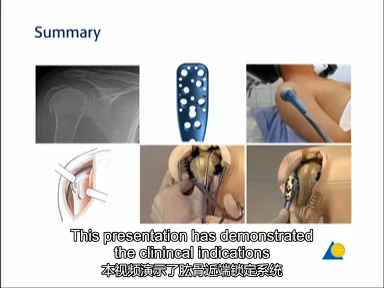 Summary
This presentation has demonstrated
the clinincal indications
本视频演示了肱骨近端锁定系统